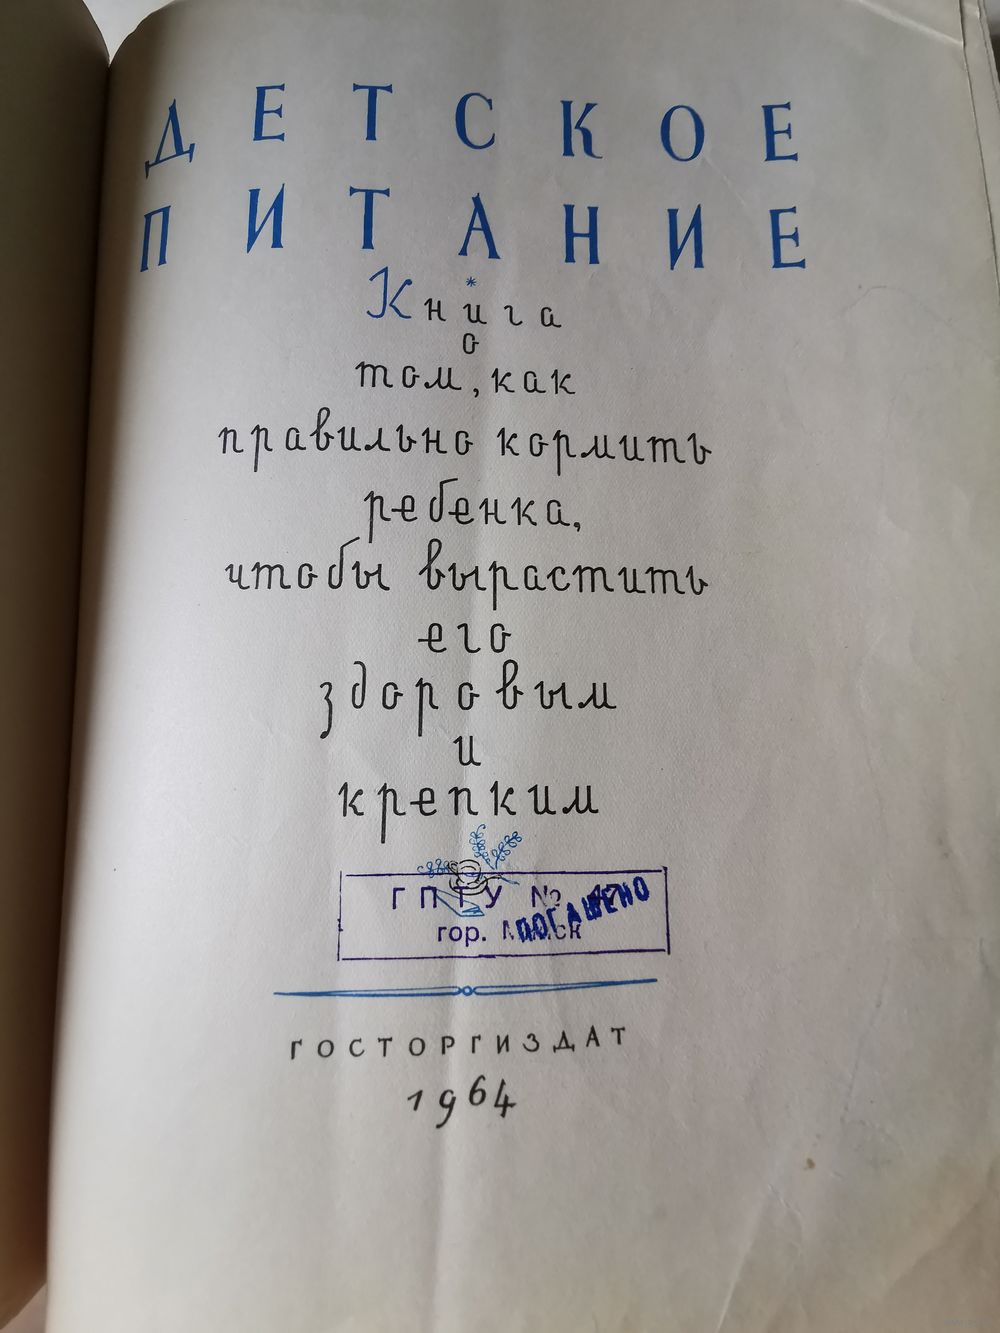 ДЕТСКОЕ
ПИТАНИЕ
*
Книга
о
том, как
правильно кормить
ребенка,
чтобы вырастить
его
здоровым
и
крепким
ГПТУ №
гор.
ПОГАШЕНО
ГОСТОРГИЗДАТ
1964